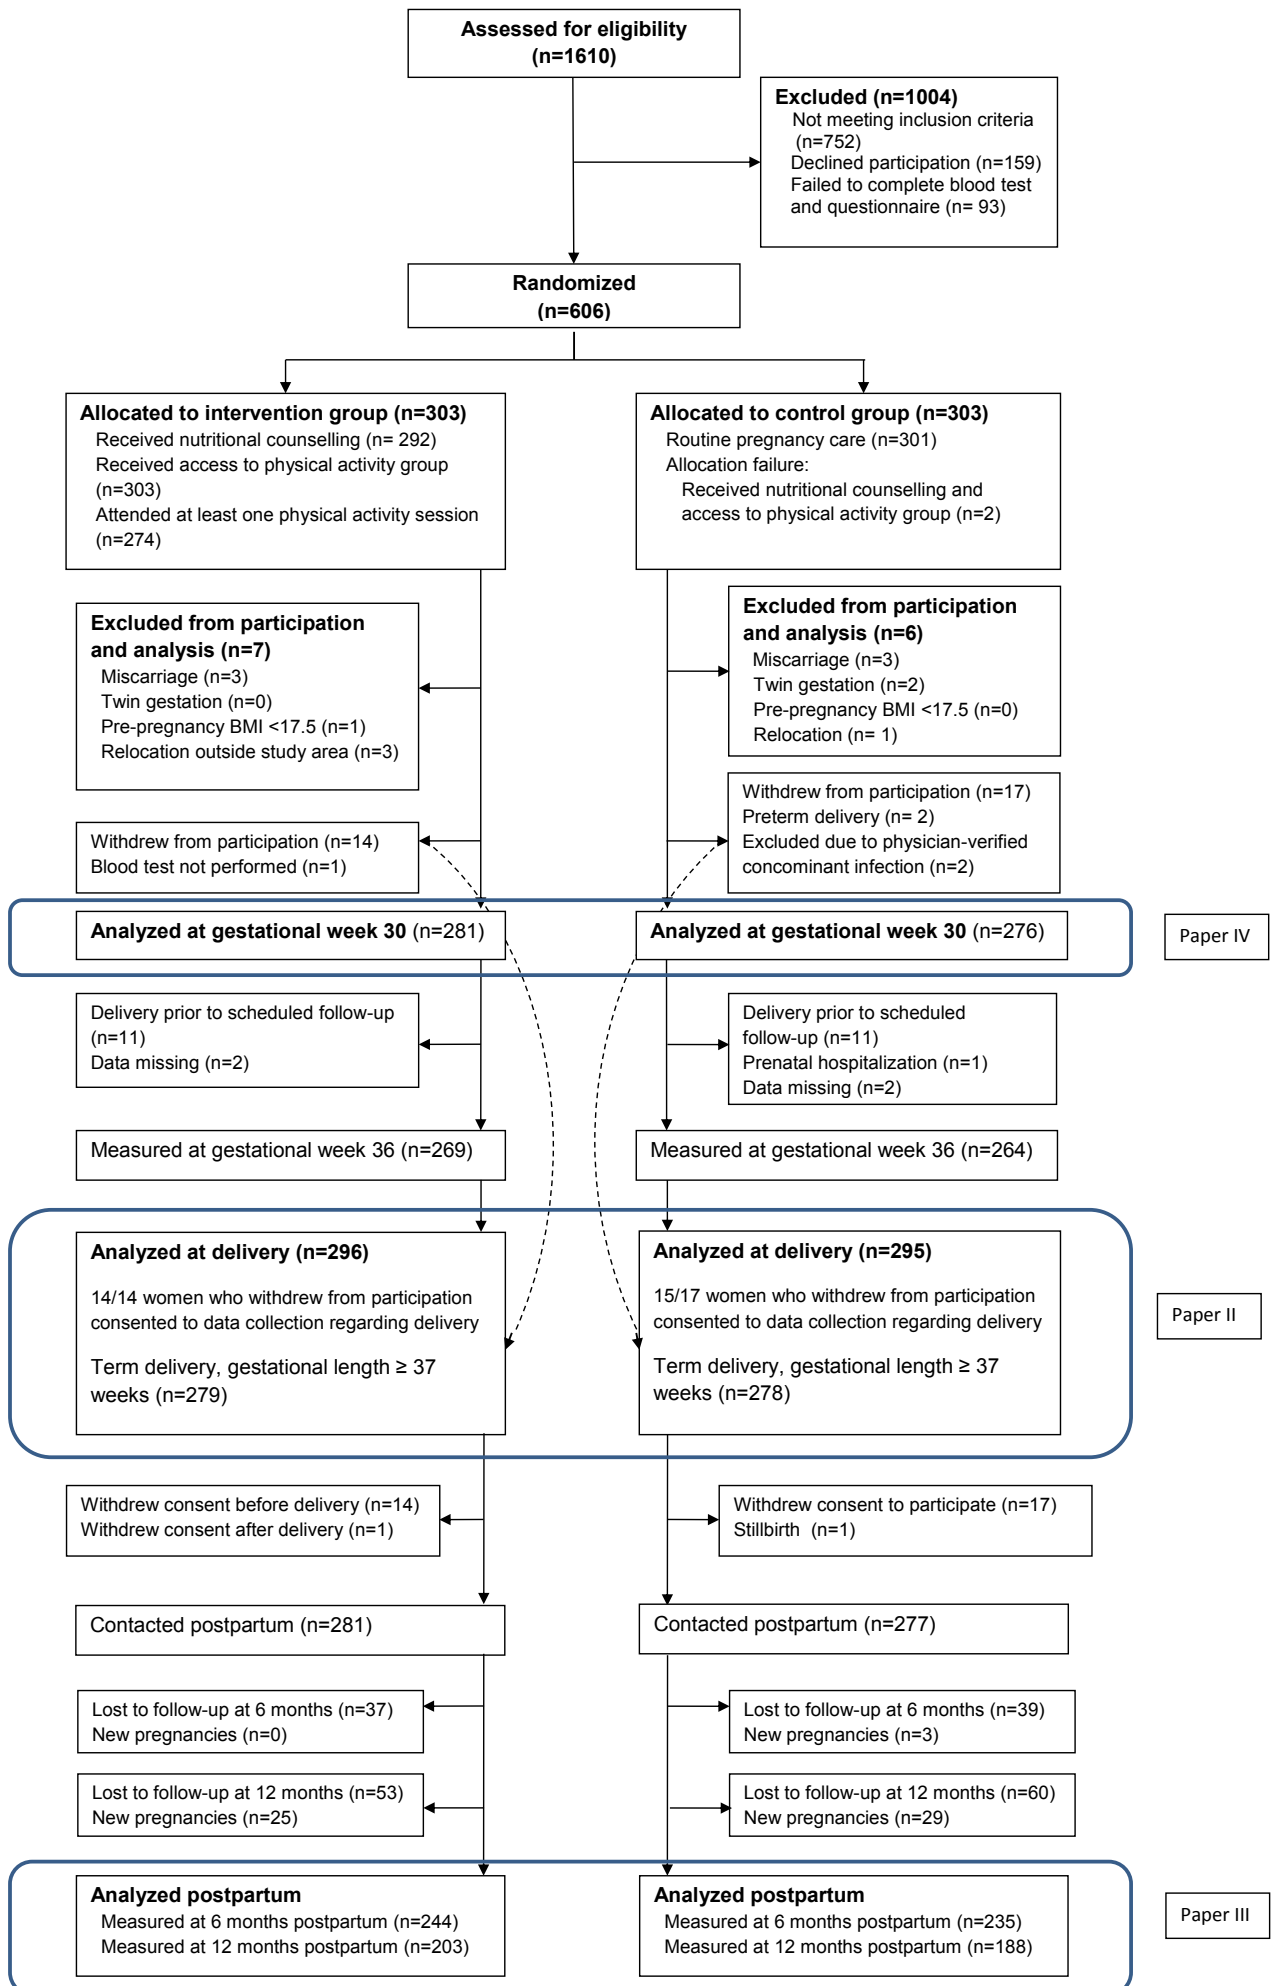 Assessed for eligibility
(n=1610)
Excluded (n=1004)
Not meeting inclusion criteria
(n=752)
Declined participation (n=159)
Failed to complete blood test
and questionnaire (n= 93)
Randomized
(n=606)
Allocated to intervention group (n=303)
Received nutritional counselling (n= 292)
Received access to physical activity group
(n=303)
Attended at least one physical activity session
(n=274)
Allocated to control group (n=303)
Routine pregnancy care (n=301)
Allocation failure:
Received nutritional counselling and
access to physical activity group (n=2)
Excluded from participation
and analysis (n=7)
Miscarriage (n=3)
Twin gestation (n=0)
Pre-pregnancy BMI <17.5 (n=1)
Relocation outside study area (n=3)
Excluded from participation
and analysis (n=6)
Miscarriage (n=3)
Twin gestation (n=2)
Pre-pregnancy BMI <17.5 (n=0)
Relocation (n= 1)
Withdrew from participation (n=14)
Blood test not performed (n=1)
Withdrew from participation (n=17)
Preterm delivery (n= 2)
Excluded due to physician-verified
concominant infection (n=2)
Analyzed at gestational week 30 (n=281)
Analyzed at gestational week 30 (n=276)
Paper IV
Delivery prior to scheduled follow-up
(n=11)
Data missing (n=2)
Delivery prior to scheduled
follow-up (n=11)
Prenatal hospitalization (n=1)
Data missing (n=2)
Measured at gestational week 36 (n=269)
Measured at gestational week 36 (n=264)
Analyzed at delivery (n=296)
14/14 women who withdrew from participation
consented to data collection regarding delivery
Term delivery, gestational length ≥ 37
weeks (n=279)
Analyzed at delivery (n=295)
15/17 women who withdrew from participation
consented to data collection regarding delivery
Term delivery, gestational length ≥ 37
weeks (n=278)
Paper II
Withdrew consent before delivery (n=14)
Withdrew consent after delivery (n=1)
Withdrew consent to participate (n=17)
Stillbirth (n=1)
Contacted postpartum (n=281)
Contacted postpartum (n=277)
Lost to follow-up at 6 months (n=37)
New pregnancies (n=0)
Lost to follow-up at 6 months (n=39)
New pregnancies (n=3)
Lost to follow-up at 12 months (n=53)
New pregnancies (n=25)
Lost to follow-up at 12 months (n=60)
New pregnancies (n=29)
Analyzed postpartum
Measured at 6 months postpartum (n=244)
Measured at 12 months postpartum (n=203)
Analyzed postpartum
Measured at 6 months postpartum (n=235)
Measured at 12 months postpartum (n=188)
Paper III